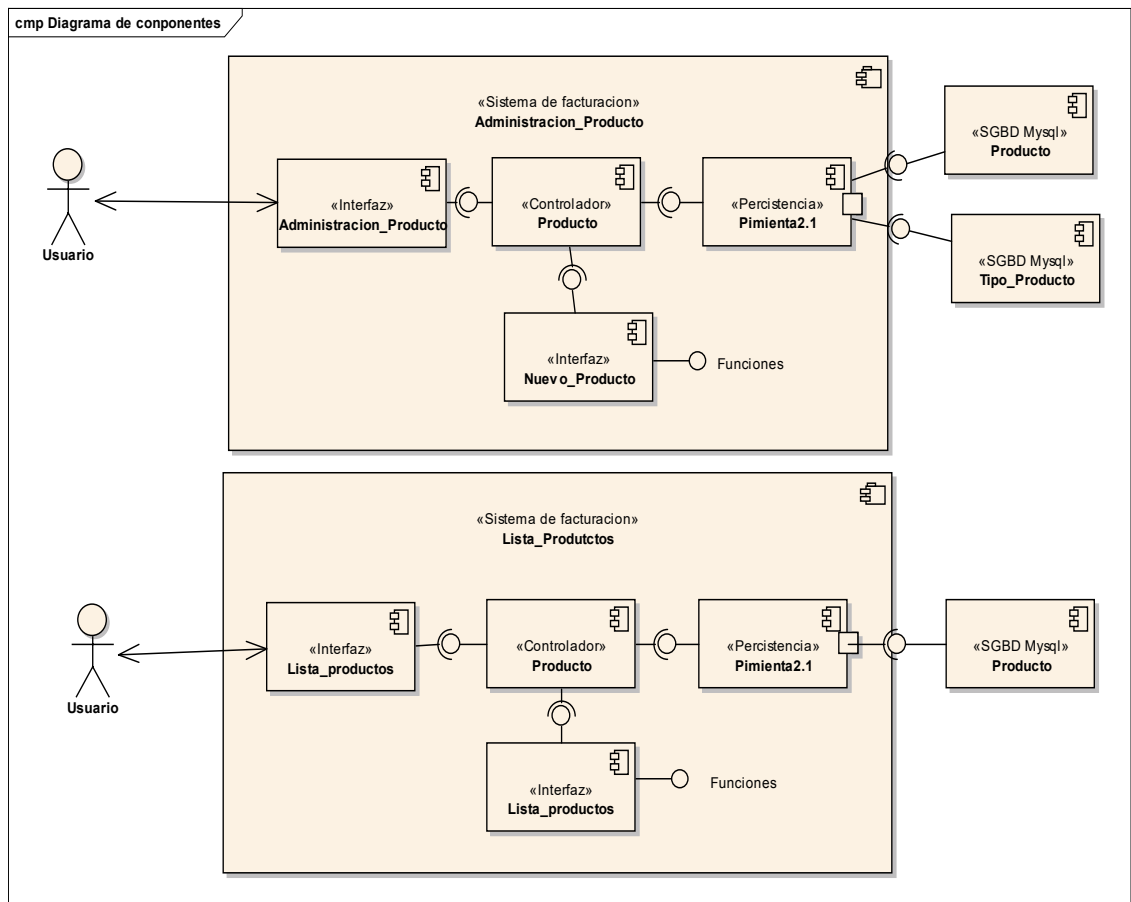 cmp Diagrama de conponentes
«Sistema de facturacion»
Administracion_Producto
«SGBD Mysql»
Producto
Usuario
«Interfaz»
Administración_Producto
«Controlador»
Producto
«Percistencia»
Pimienta2.1
«SGBD Mysql»
Tipo_Producto
«Interfaz»
Nuevo_Producto
Funciones
«Sistema de facturacion»
Lista_Produtctos
Usuario
«Interfaz»
Lista_productos
«Controlador»
Producto
«Percistencia»
Pimienta2.1
«SGBD Mysql»
Producto
«Interfaz»
Lista_productos
Funciones